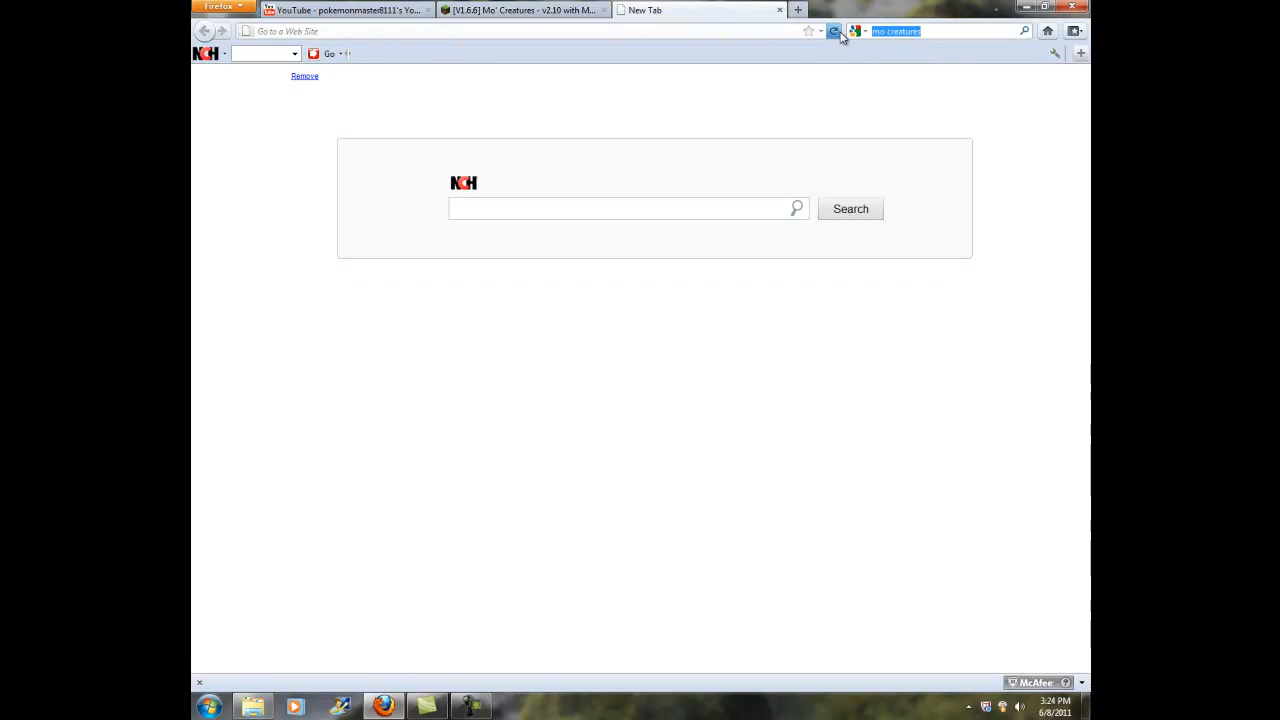 Firefox
YouTube - pokemonmaster8111's Yo...
[V1.6.6] Mo' Creatures - v2.10 with M...
New Tab
Go to a Web Site
mo creatures
NCH
Go
Remove
NCH
Search
McAfee
3:24 PM
6/8/2011